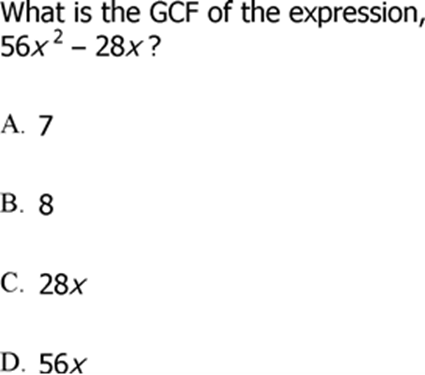 What is the GCF of the expression,
56x² – 28x?
A. 7
B. 8
C. 28x
D. 56x